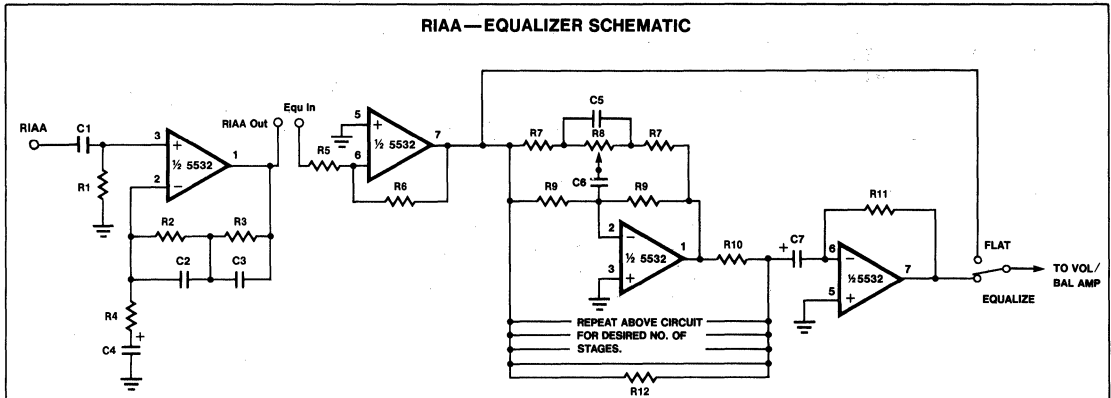 RIAA—EQUALIZER SCHEMATIC
RIAA
C1
R1
3
+
½ 5532
2
−
1
R2
R3
C2
C3
R4
+
C4
RIAA Out
Equ In
R5
5
+
½ 5532
6
−
7
R6
C5
R7
R8
R7
C6
R9
R9
2
−
½ 5532
3
+
1
R10
+
C7
R11
6
−
½ 5532
5
+
7
FLAT
EQUALIZE
TO VOL/
BAL AMP
REPEAT ABOVE CIRCUIT
FOR DESIRED NO. OF
STAGES.
R12